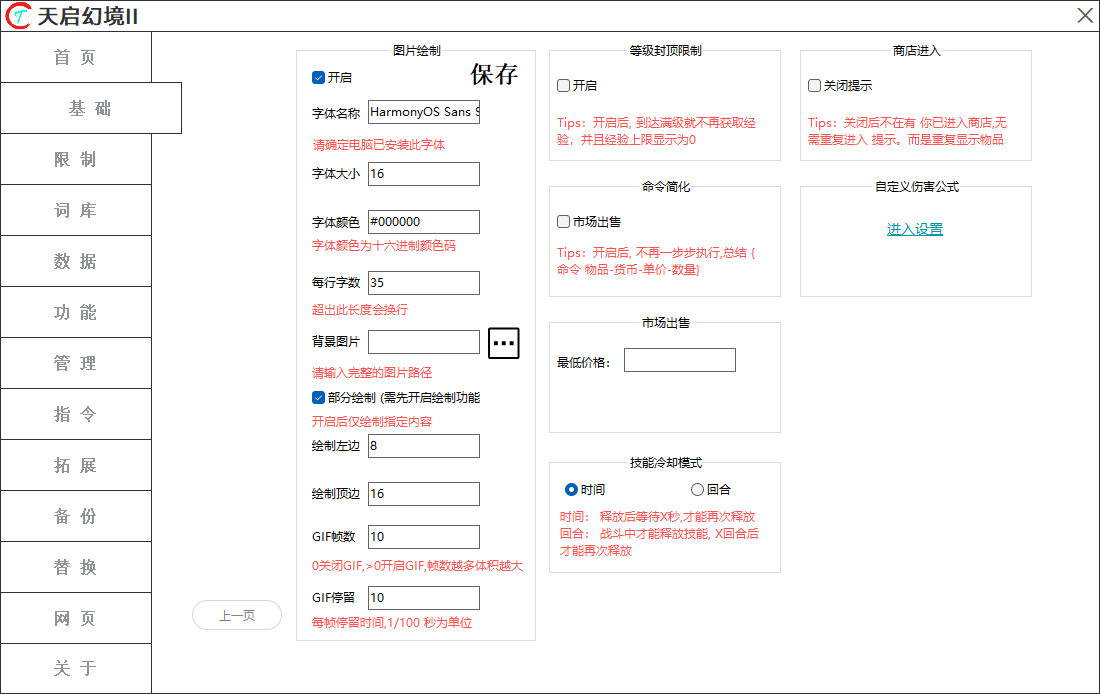 天启幻境II
首 页
基 础
限 制
词 库
数 据
功 能
管 理
指 令
拓 展
备 份
替 换
网 页
关 于
上一页
图片绘制
开启
保存
字体名称 HarmonyOS Sans S
请确定电脑已安装此字体
字体大小 16
字体颜色 #000000
字体颜色为十六进制颜色码
每行字数 35
超出此长度会换行
背景图片
请输入完整的图片路径
部分绘制 (需先开启绘制功能
开启后仅绘制指定内容
绘制左边 8
绘制顶边 16
GIF帧数 10
0关闭GIF,>0开启GIF,帧数越多体积越大
GIF停留 10
每帧停留时间,1/100 秒为单位
等级封顶限制
开启
Tips：开启后, 到达满级就不再获取经
验，并且经验上限显示为0
命令简化
市场出售
Tips：开启后, 不再一步步执行,总结 {
命令 物品-货币-单价-数量}
市场出售
最低价格：
技能冷却模式
时间 回合
时间： 释放后等待X秒,才能再次释放
回合： 战斗中才能释放技能, X回合后
才能再次释放
商店进入
关闭提示
Tips：关闭后不在有 你已进入商店,无
需重复进入 提示。而是重复显示物品
自定义伤害公式
进入设置